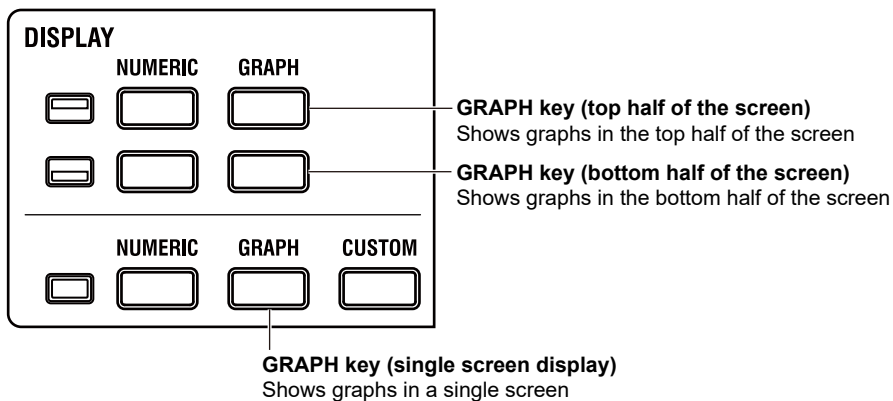 DISPLAY
NUMERIC GRAPH
GRAPH key (top half of the screen)
Shows graphs in the top half of the screen
GRAPH key (bottom half of the screen)
Shows graphs in the bottom half of the screen
NUMERIC GRAPH CUSTOM
GRAPH key (single screen display)
Shows graphs in a single screen